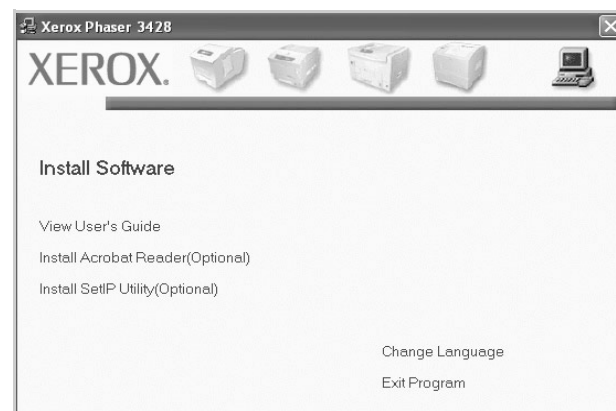 Xerox Phaser 3428
XEROX.
Install Software
View User's Guide
Install Acrobat Reader(Optional)
Install SetIP Utility(Optional)
Change Language
Exit Program